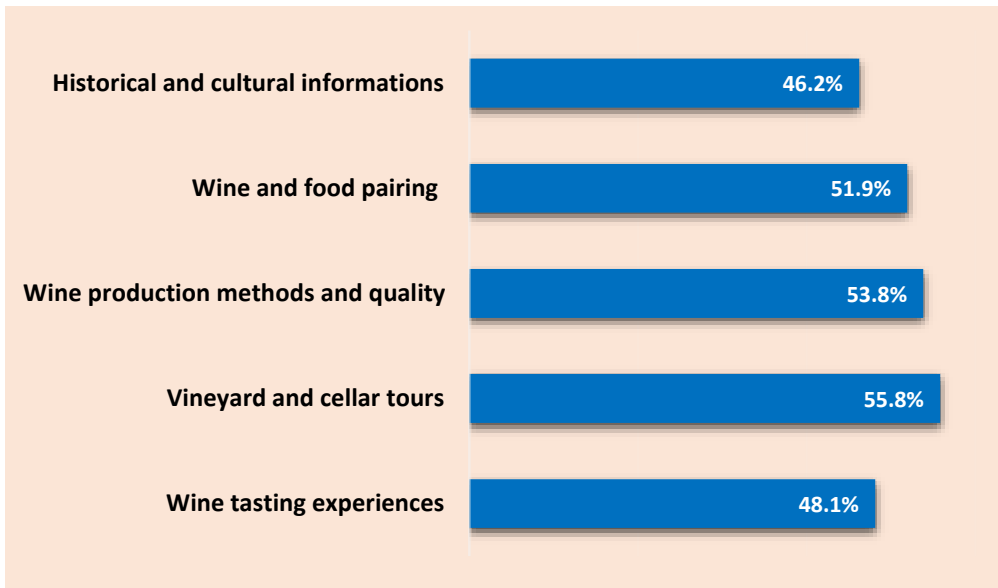 Historical and cultural informations 46.2%
Wine and food pairing 51.9%
Wine production methods and quality 53.8%
Vineyard and cellar tours 55.8%
Wine tasting experiences 48.1%